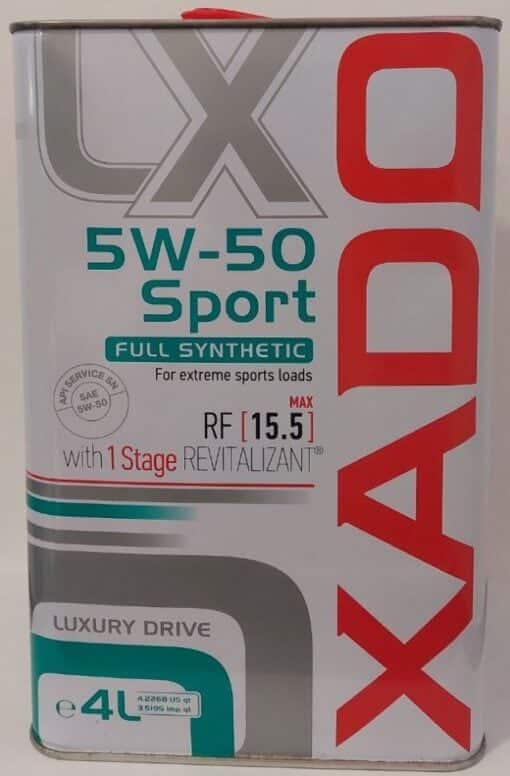 LX
5W-50
Sport
FULL SYNTHETIC
For extreme sports loads
API SERVICE SN
SAE
5W-50
MAX
RF [15.5]
with 1 Stage REVITALIZANT®
XADO
LUXURY DRIVE
℮ 4L
4.2268 US qt
3.5195 Imp. qt